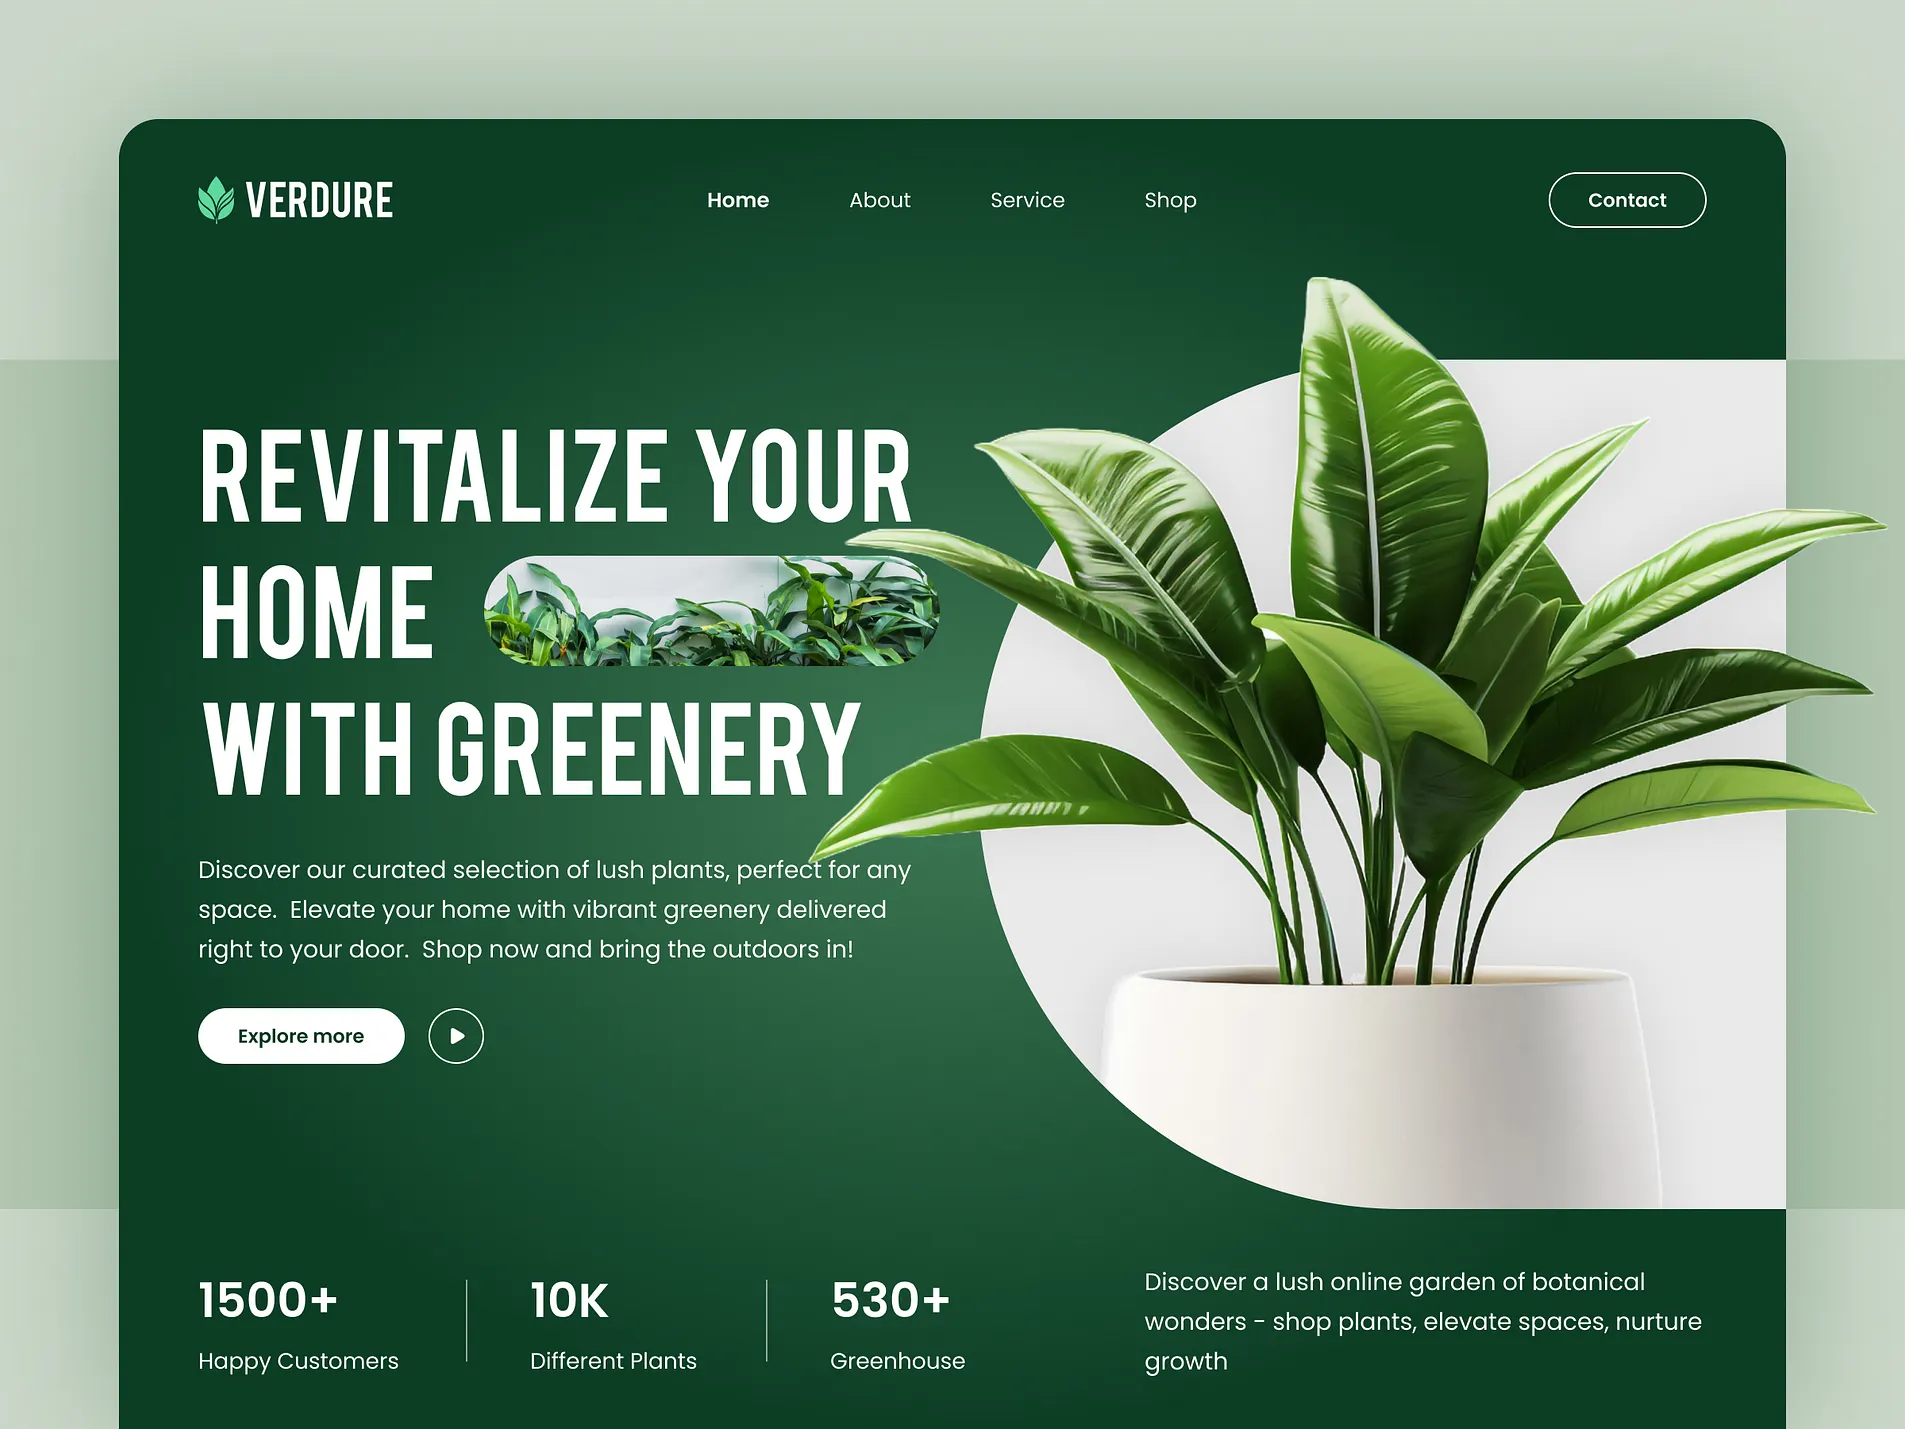 VERDURE
Home
About
Service
Shop
Contact
REVITALIZE YOUR
HOME
WITH GREENERY
Discover our curated selection of lush plants, perfect for any
space.  Elevate your home with vibrant greenery delivered
right to your door.  Shop now and bring the outdoors in!
Explore more
1500+
Happy Customers
10K
Different Plants
530+
Greenhouse
Discover a lush online garden of botanical
wonders - shop plants, elevate spaces, nurture
growth